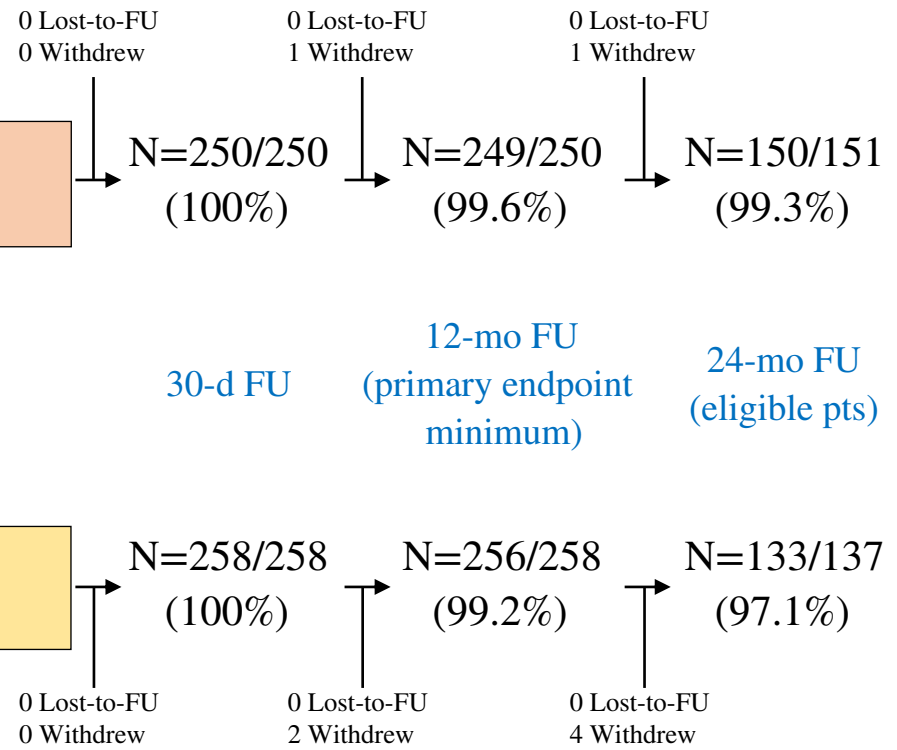 0 Lost-to-FU
0 Withdrew
0 Lost-to-FU
1 Withdrew
0 Lost-to-FU
1 Withdrew
N=250/250
(100%)
N=249/250
(99.6%)
N=150/151
(99.3%)
30-d FU
12-mo FU
(primary endpoint
minimum)
24-mo FU
(eligible pts)
N=258/258
(100%)
N=256/258
(99.2%)
N=133/137
(97.1%)
0 Lost-to-FU
0 Withdrew
0 Lost-to-FU
2 Withdrew
0 Lost-to-FU
4 Withdrew